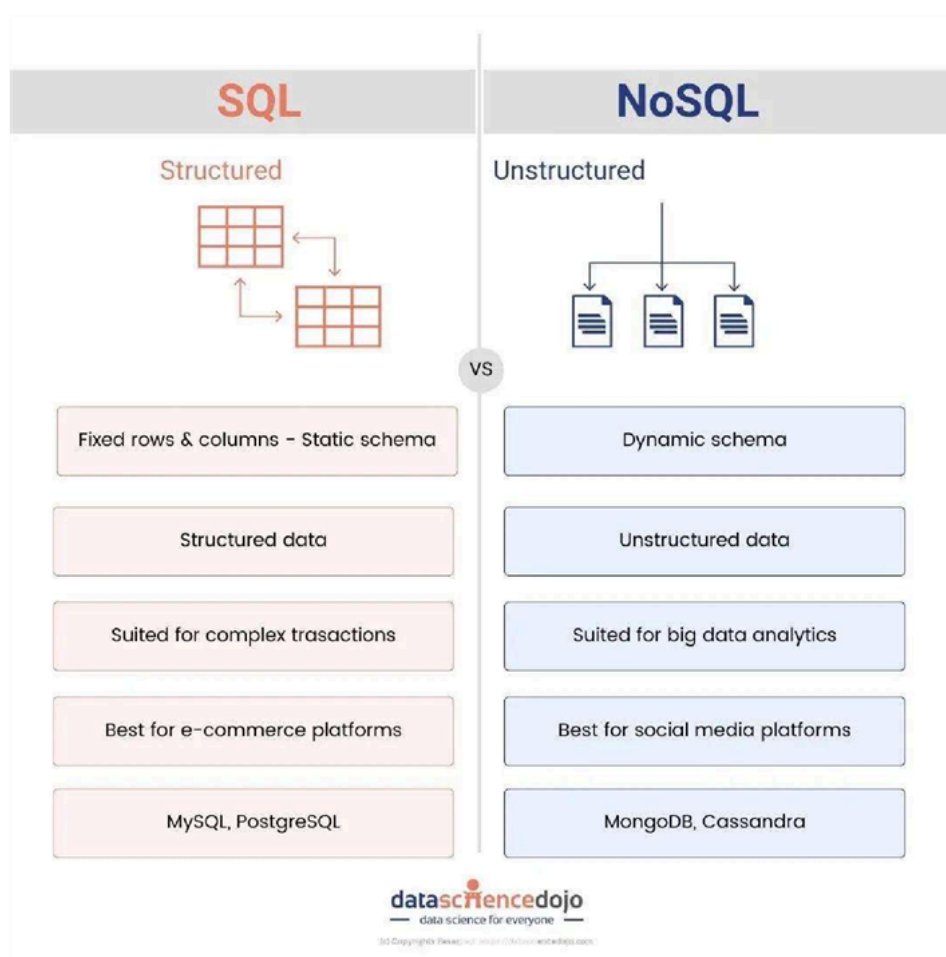 SQL
NoSQL
Structured
Unstructured
VS
Fixed rows & columns - Static schema
Dynamic schema
Structured data
Unstructured data
Suited for complex trasactions
Suited for big data analytics
Best for e-commerce platforms
Best for social media platforms
MySQL, PostgreSQL
MongoDB, Cassandra
datasciencedojo
data science for everyone
(c) Copyrights